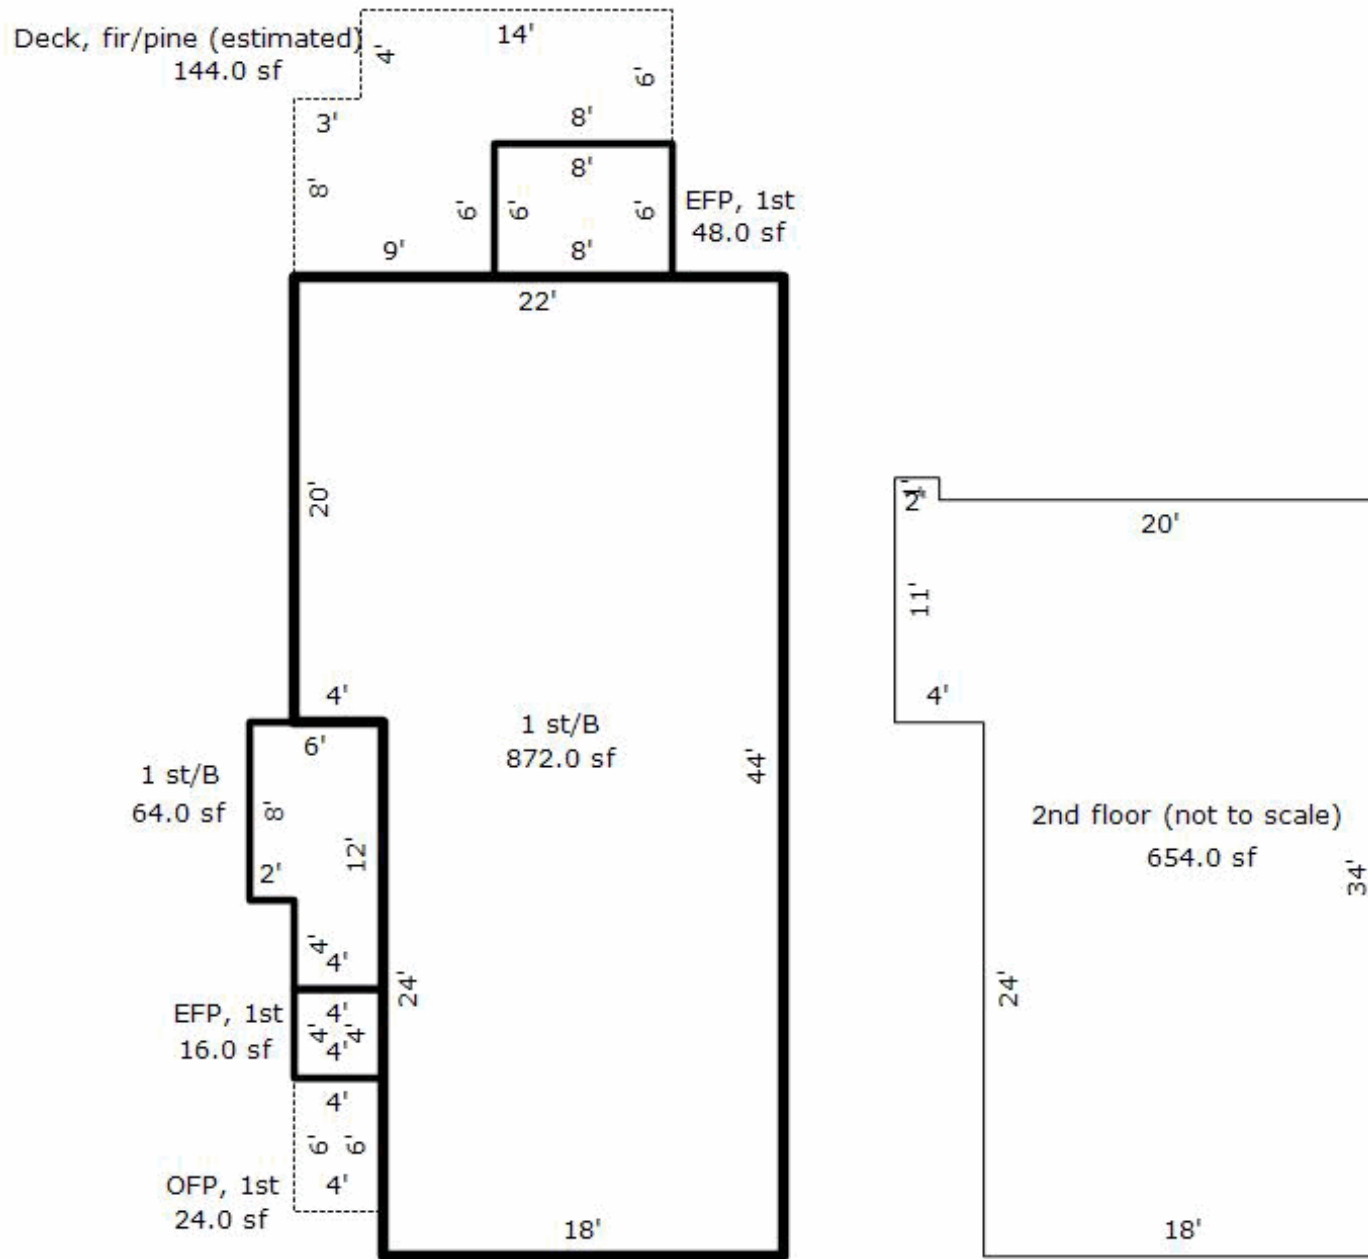 Deck, fir/pine (estimated)
144.0 sf
14'
4'
6'
3'
8'
8'
8'
6'
6'
6'
EFP, 1st
48.0 sf
9'
8'
22'
20'
4'
6'
1 st/B
64.0 sf
8'
12'
2'
4'
4'
1 st/B
872.0 sf
44'
24'
EFP, 1st
16.0 sf
4'
4'
4'
4'
4'
6'
6'
4'
OFP, 1st
24.0 sf
18'
1'
2'
20'
11'
4'
2nd floor (not to scale)
654.0 sf
34'
24'
18'